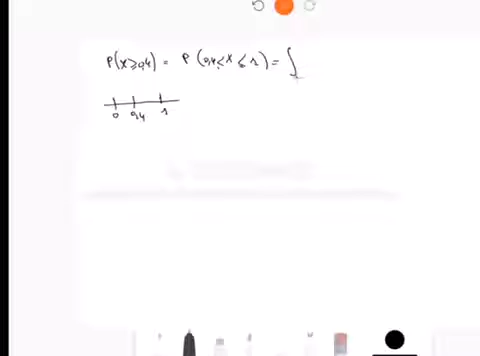 P(x≥0,4) = P(0,4≤x≤1) = ∫
0 0,4 1